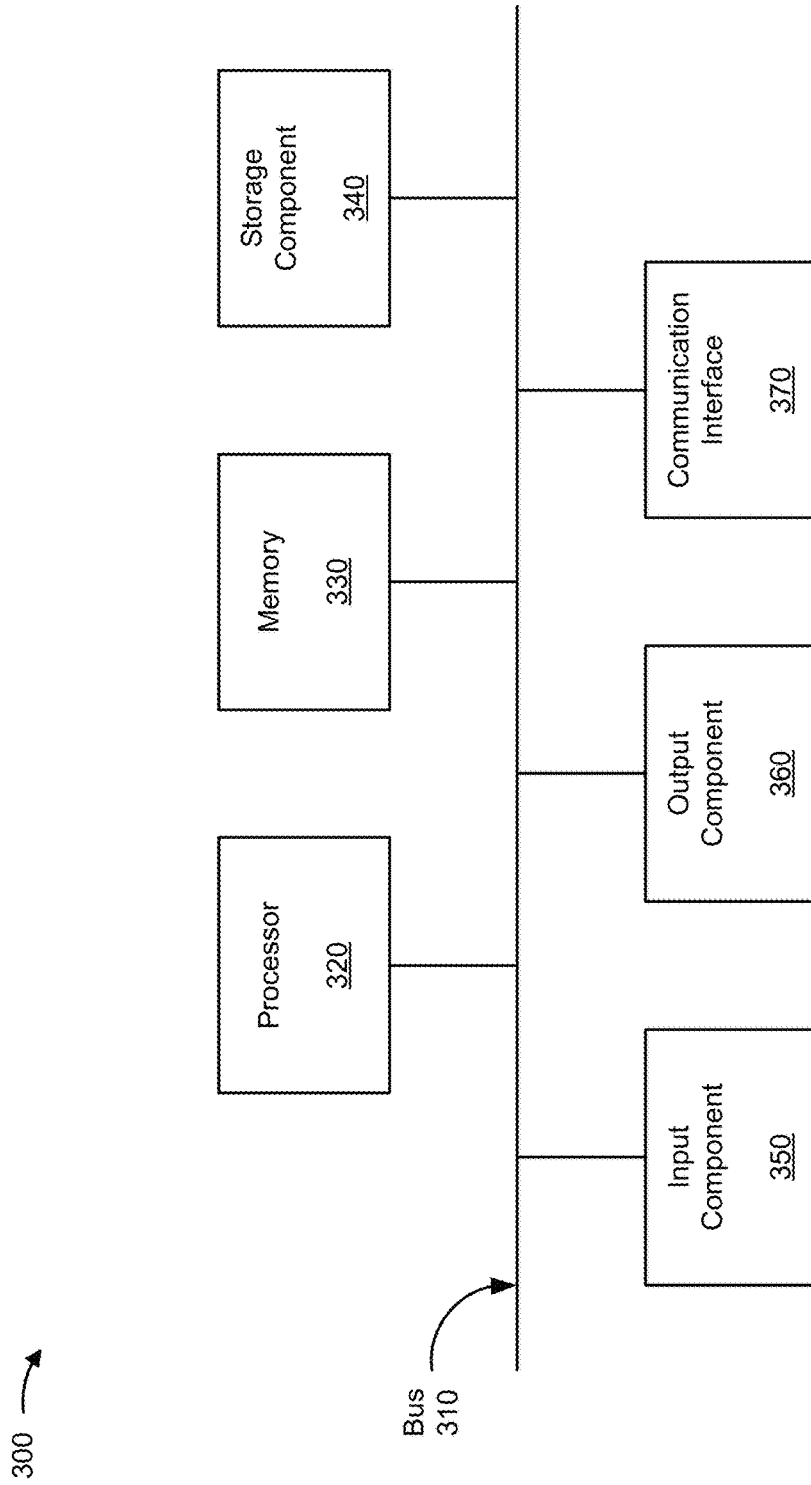 300
Bus
310
Processor
320
Memory
330
Storage
Component
340
Input
Component
350
Output
Component
360
Communication
Interface
370